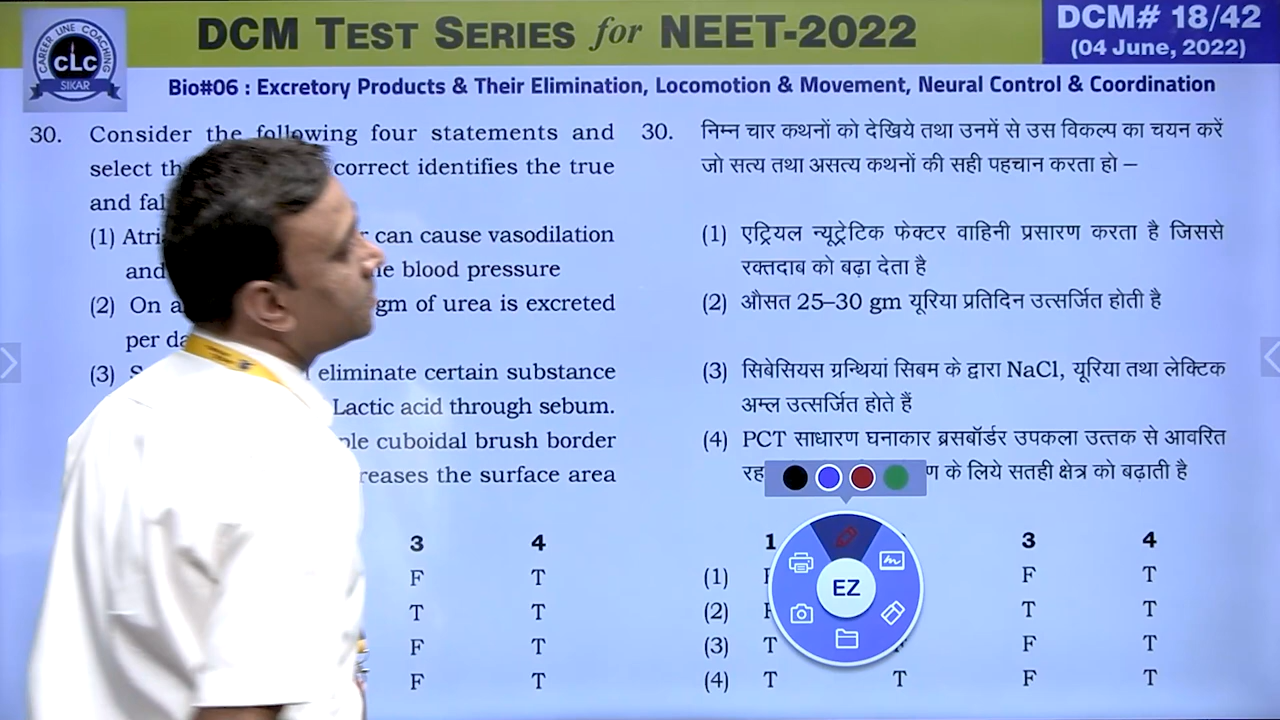 CAREER LINE COACHING
CLC
SIKAR
DCM TEST SERIES for NEET-2022
DCM# 18/42
(04 June, 2022)
Bio#06 : Excretory Products & Their Elimination, Locomotion & Movement, Neural Control & Coordination
30. Consider the following four statements and
select th correct identifies the true
and fal
(1) Atri r can cause vasodilation
and e blood pressure
(2) On a gm of urea is excreted
per da
(3) S eliminate certain substance
Lactic acid through sebum.
ple cuboidal brush border
reases the surface area
3 4
F T
T T
F T
F T
30. निम्न चार कथनों को देखिये तथा उनमें से उस विकल्प का चयन करें
जो सत्य तथा असत्य कथनों की सही पहचान करता हो –
(1) एट्रियल न्यूट्रेटिक फेक्टर वाहिनी प्रसारण करता है जिससे
रक्तदाब को बढ़ा देता है
(2) औसत 25–30 gm यूरिया प्रतिदिन उत्सर्जित होती है
(3) सिबेसियस ग्रन्थियां सिबम के द्वारा NaCl, यूरिया तथा लेक्टिक
अम्ल उत्सर्जित होते हैं
(4) PCT साधारण घनाकार ब्रसबॉर्डर उपकला उत्तक से आवरित
रह ण के लिये सतही क्षेत्र को बढ़ाती है
1 3 4
(1) F T
(2) T T
(3) T F T
(4) T T F T
EZ